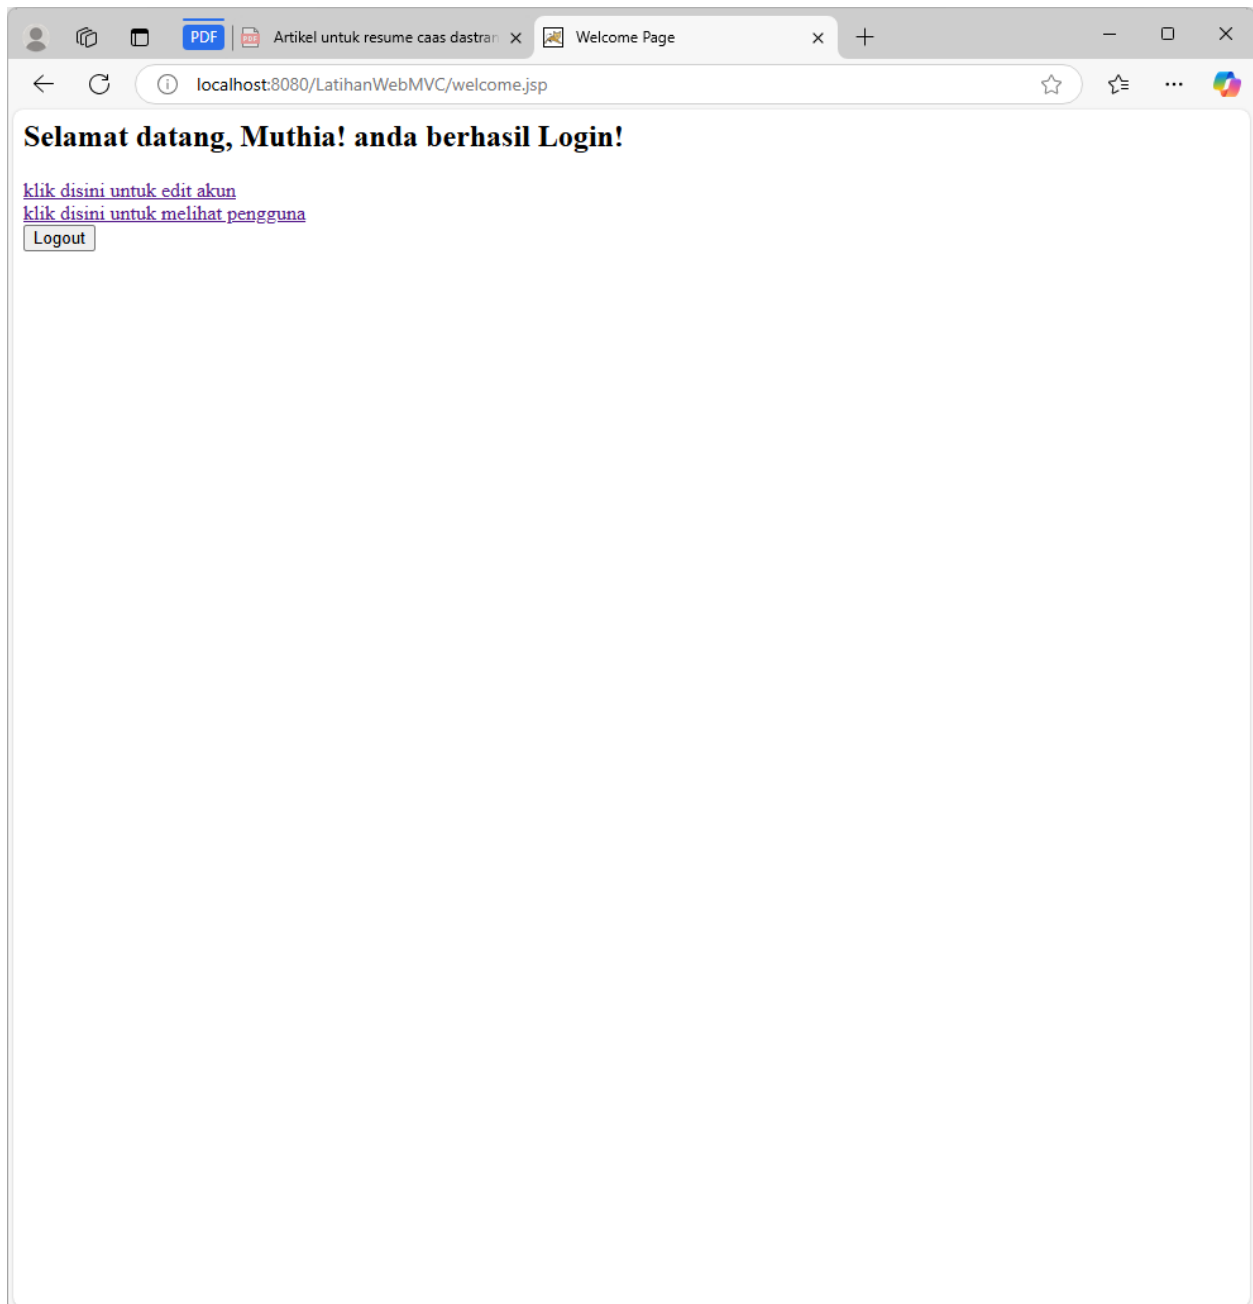 PDF
Artikel untuk resume caas dastran
Welcome Page
localhost:8080/LatihanWebMVC/welcome.jsp
Selamat datang, Muthia! anda berhasil Login!
klik disini untuk edit akun
klik disini untuk melihat pengguna
Logout